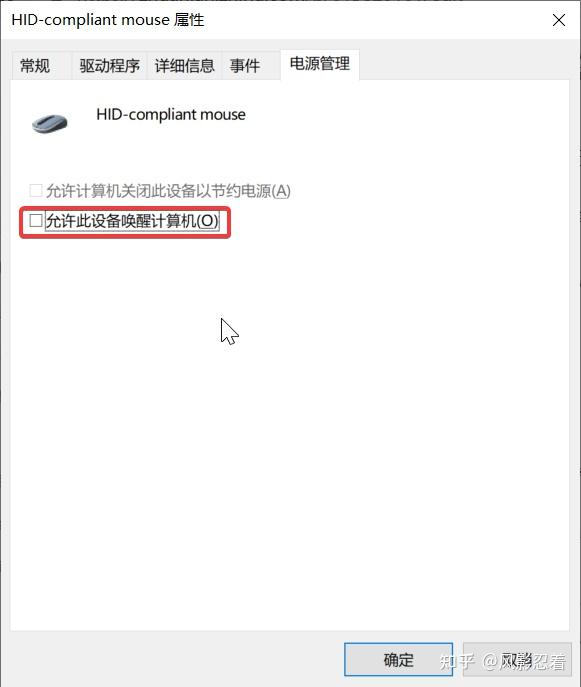 HID-compliant mouse 属性
常规 驱动程序 详细信息 事件 电源管理
HID-compliant mouse
允许计算机关闭此设备以节约电源(A)
允许此设备唤醒计算机(O)
确定
知乎 @风影忍着